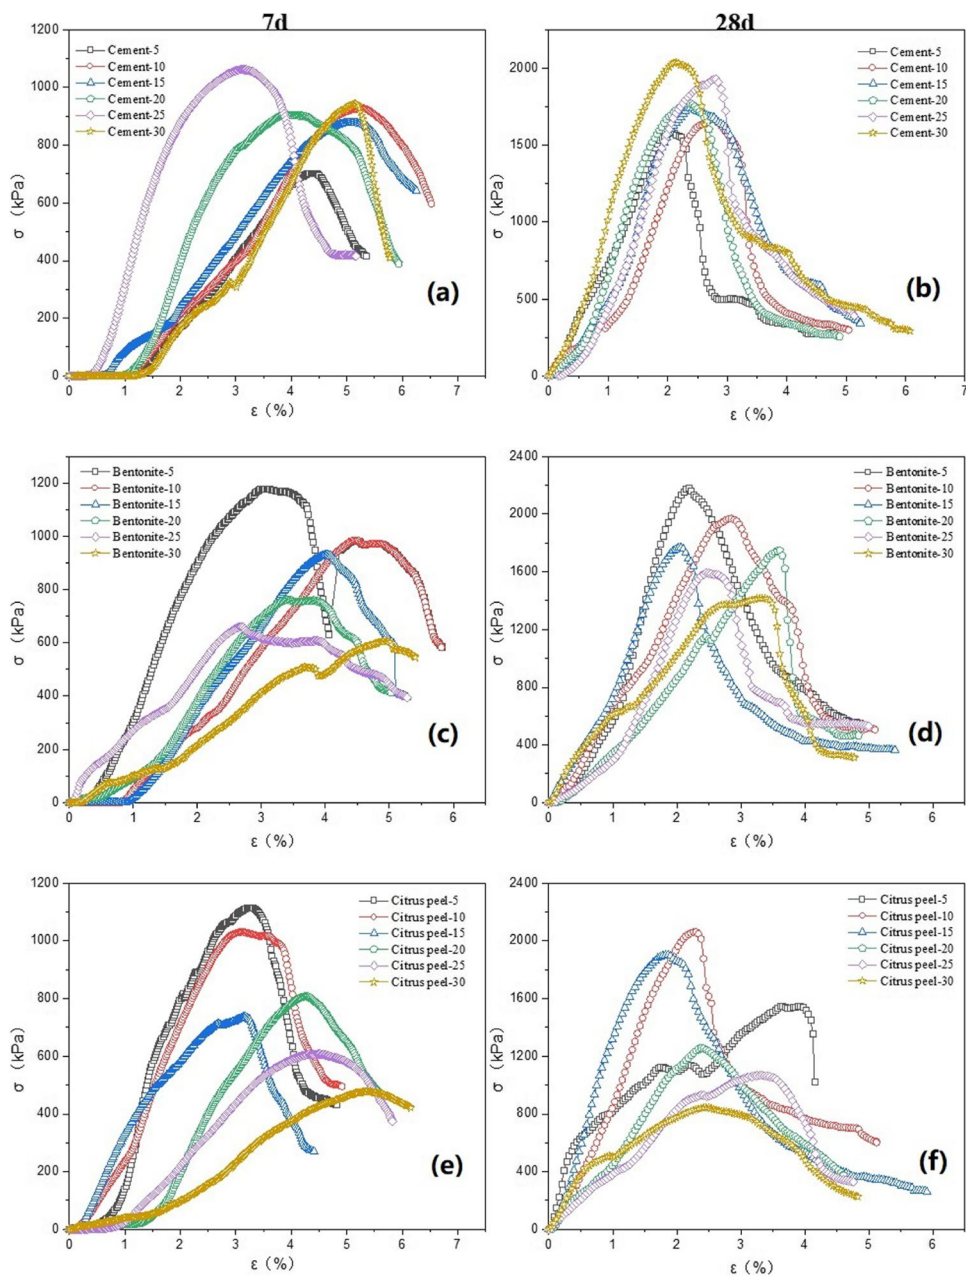 7d
28d
1200
1000
800
600
400
200
0
σ (kPa)
Cement-5
Cement-10
Cement-15
Cement-20
Cement-25
Cement-30
(a)
0 1 2 3 4 5 6 7
ε (%)
2000
1500
1000
500
0
σ (kPa)
Cement-5
Cement-10
Cement-15
Cement-20
Cement-25
Cement-30
(b)
0 1 2 3 4 5 6 7
ε (%)
1200
1000
800
600
400
200
0
σ (kPa)
Bentonite-5
Bentonite-10
Bentonite-15
Bentonite-20
Bentonite-25
Bentonite-30
(c)
0 1 2 3 4 5 6
ε (%)
2400
2000
1600
1200
800
400
0
σ (kPa)
Bentonite-5
Bentonite-10
Bentonite-15
Bentonite-20
Bentonite-25
Bentonite-30
(d)
0 1 2 3 4 5 6
ε (%)
1200
1000
800
600
400
200
0
σ (kPa)
Citrus peel-5
Citrus peel-10
Citrus peel-15
Citrus peel-20
Citrus peel-25
Citrus peel-30
(e)
0 1 2 3 4 5 6 7
ε (%)
2400
2000
1600
1200
800
400
0
σ (kPa)
Citrus peel-5
Citrus peel-10
Citrus peel-15
Citrus peel-20
Citrus peel-25
Citrus peel-30
(f)
0 1 2 3 4 5 6
ε (%)